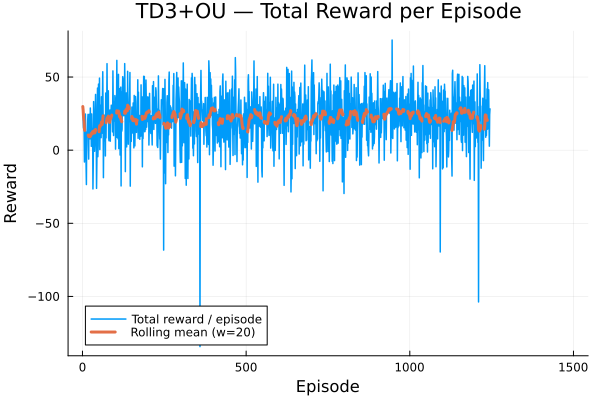 TD3+OU — Total Reward per Episode
Reward
50
0
−50
−100
Total reward / episode
Rolling mean (w=20)
0
500
1000
1500
Episode